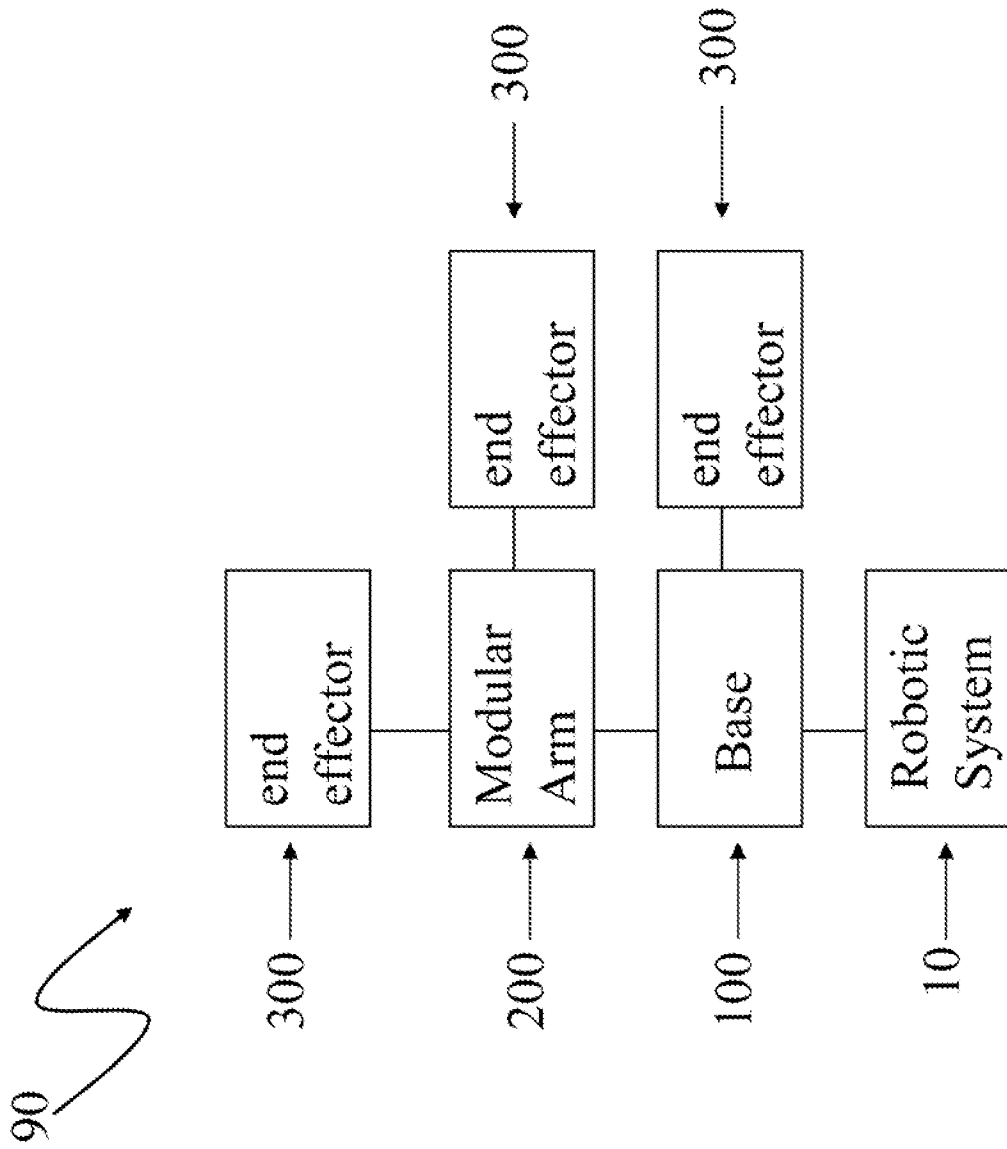 90
300
end
effector
200
Modular
Arm
end
effector
300
100
Base
end
effector
300
10
Robotic
System